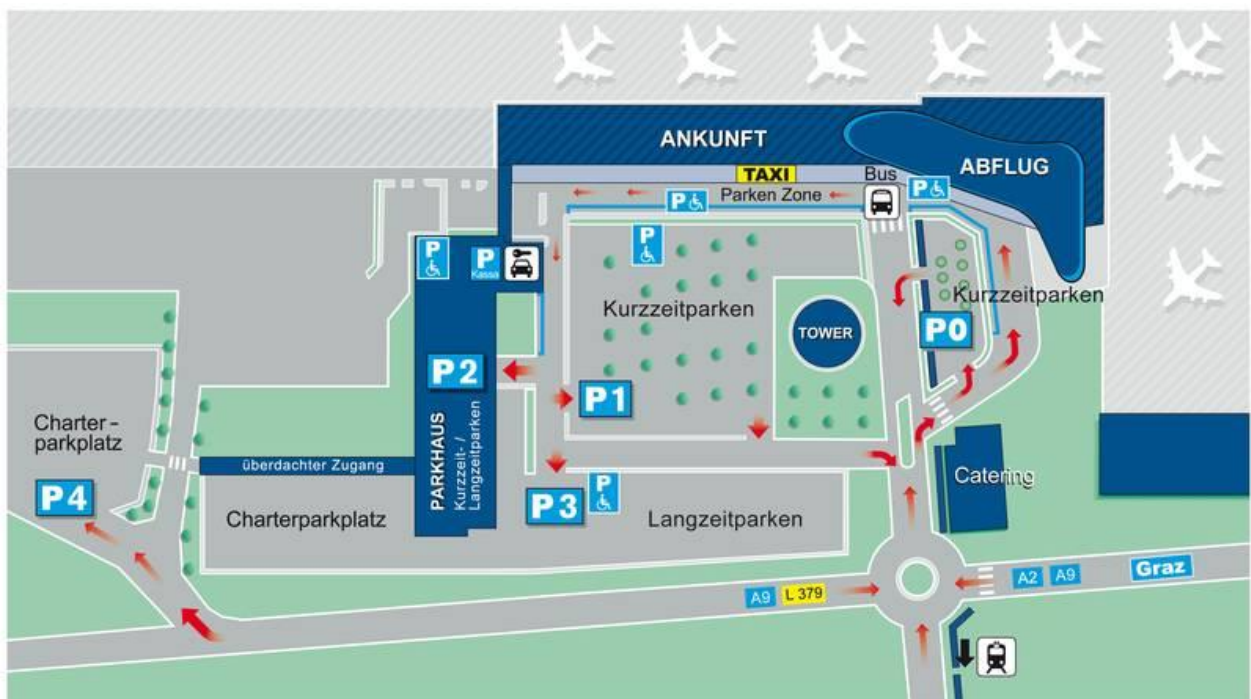 ANKUNFT
ABFLUG
TAXI
Bus
Parken Zone
P
P
P
P
P
Kassa
Kurzzeitparken
Kurzzeitparken
TOWER
P0
P2
P1
Charter-
parkplatz
PARKHAUS
Kurzzeit- /
Langzeitparken
überdachter Zugang
P4
Charterparkplatz
P3
P
Langzeitparken
Catering
A9
L 379
A2
A9
Graz